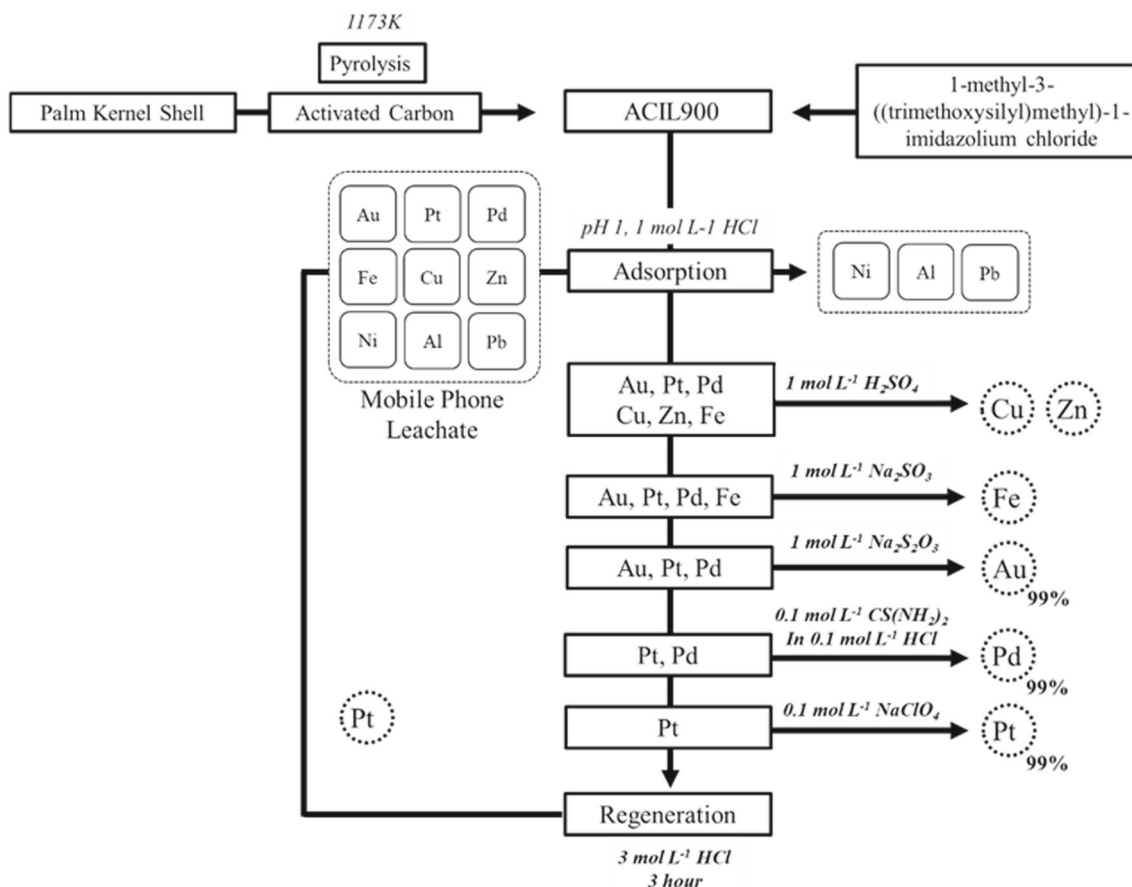 1173K
Pyrolysis
Palm Kernel Shell
Activated Carbon
ACIL900
1-methyl-3-
((trimethoxysilyl)methyl)-1-
imidazolium chloride
Au Pt Pd
Fe Cu Zn
Ni Al Pb
Mobile Phone
Leachate
pH 1, 1 mol L-1 HCl
Adsorption
Ni Al Pb
Au, Pt, Pd
Cu, Zn, Fe
1 mol L⁻¹ H₂SO₄
Cu Zn
Au, Pt, Pd, Fe
1 mol L⁻¹ Na₂SO₃
Fe
Au, Pt, Pd
1 mol L⁻¹ Na₂S₂O₃
Au
99%
Pt, Pd
0.1 mol L⁻¹ CS(NH₂)₂
In 0.1 mol L⁻¹ HCl
Pd
99%
Pt
Pt
0.1 mol L⁻¹ NaClO₄
Pt
99%
Regeneration
3 mol L⁻¹ HCl
3 hour